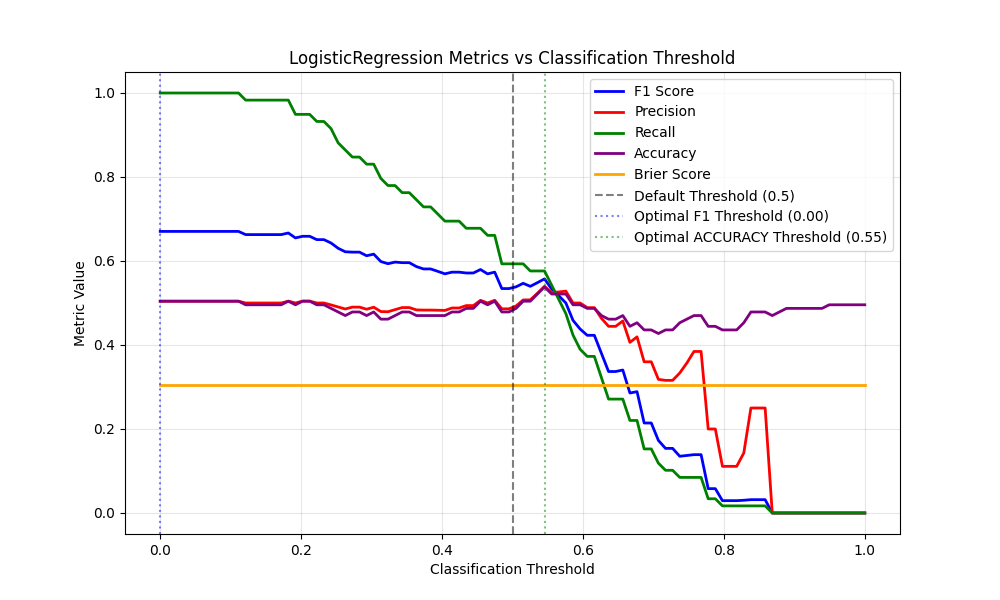 LogisticRegression Metrics vs Classification Threshold
F1 Score
Precision
Recall
Accuracy
Brier Score
Default Threshold (0.5)
Optimal F1 Threshold (0.00)
Optimal ACCURACY Threshold (0.55)
Metric Value
1.0
0.8
0.6
0.4
0.2
0.0
0.0 0.2 0.4 0.6 0.8 1.0
Classification Threshold